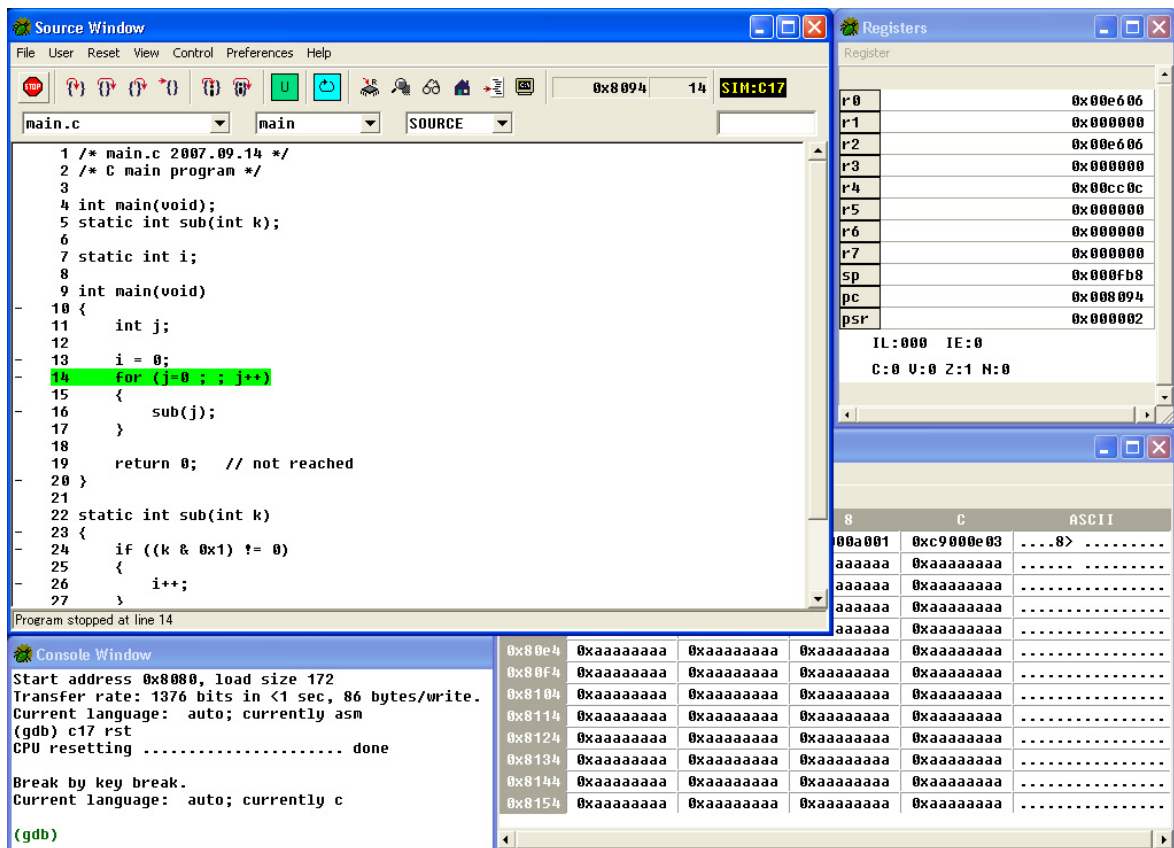 Source Window
File User Reset View Control Preferences Help
STOP U 0x8094 14 SIM:C17
main.c main SOURCE
1 /* main.c 2007.09.14 */
2 /* C main program */
3
4 int main(void);
5 static int sub(int k);
6
7 static int i;
8
9 int main(void)
- 10 {
11 int j;
12
- 13 i = 0;
- 14 for (j=0 ; ; j++)
15 {
- 16 sub(j);
17 }
18
19 return 0; // not reached
- 20 }
21
22 static int sub(int k)
- 23 {
- 24 if ((k & 0x1) != 0)
25 {
- 26 i++;
27 }
Program stopped at line 14
Registers
Register
r0 0x00e606
r1 0x000000
r2 0x00e606
r3 0x000000
r4 0x00cc0c
r5 0x000000
r6 0x000000
r7 0x000000
sp 0x000fb8
pc 0x008094
psr 0x000002
IL:000 IE:0
C:0 V:0 Z:1 N:0
8 C ASCII
000a001 0xc9000e03 ....8> .........
aaaaaa 0xaaaaaaaa ...... .........
aaaaaa 0xaaaaaaaa ................
aaaaaa 0xaaaaaaaa ................
aaaaaa 0xaaaaaaaa ................
0x80e4 0xaaaaaaaa 0xaaaaaaaa 0xaaaaaaaa 0xaaaaaaaa ................
0x80f4 0xaaaaaaaa 0xaaaaaaaa 0xaaaaaaaa 0xaaaaaaaa ................
0x8104 0xaaaaaaaa 0xaaaaaaaa 0xaaaaaaaa 0xaaaaaaaa ................
0x8114 0xaaaaaaaa 0xaaaaaaaa 0xaaaaaaaa 0xaaaaaaaa ................
0x8124 0xaaaaaaaa 0xaaaaaaaa 0xaaaaaaaa 0xaaaaaaaa ................
0x8134 0xaaaaaaaa 0xaaaaaaaa 0xaaaaaaaa 0xaaaaaaaa ................
0x8144 0xaaaaaaaa 0xaaaaaaaa 0xaaaaaaaa 0xaaaaaaaa ................
0x8154 0xaaaaaaaa 0xaaaaaaaa 0xaaaaaaaa 0xaaaaaaaa ................
Console Window
Start address 0x8080, load size 172
Transfer rate: 1376 bits in <1 sec, 86 bytes/write.
Current language: auto; currently asm
(gdb) c17 rst
CPU resetting ...................... done
Break by key break.
Current language: auto; currently c
(gdb)